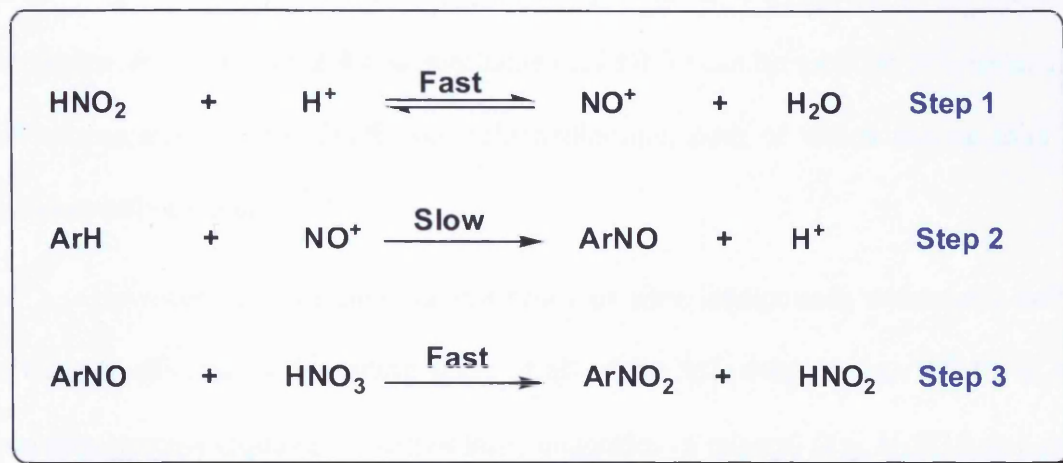 HNO₂ + H⁺ Fast NO⁺ + H₂O Step 1
ArH + NO⁺ Slow ArNO + H⁺ Step 2
ArNO + HNO₃ Fast ArNO₂ + HNO₂ Step 3